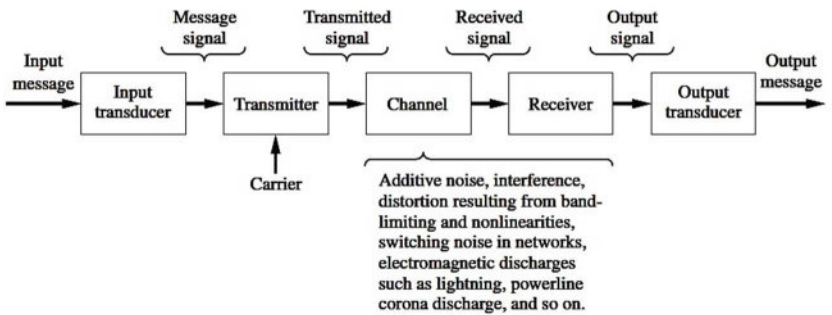 Message
signal
Transmitted
signal
Received
signal
Output
signal
Input
message
Output
message
Input
transducer
Transmitter
Channel
Receiver
Output
transducer
Carrier
Additive noise, interference,
distortion resulting from band-
limiting and nonlinearities,
switching noise in networks,
electromagnetic discharges
such as lightning, powerline
corona discharge, and so on.